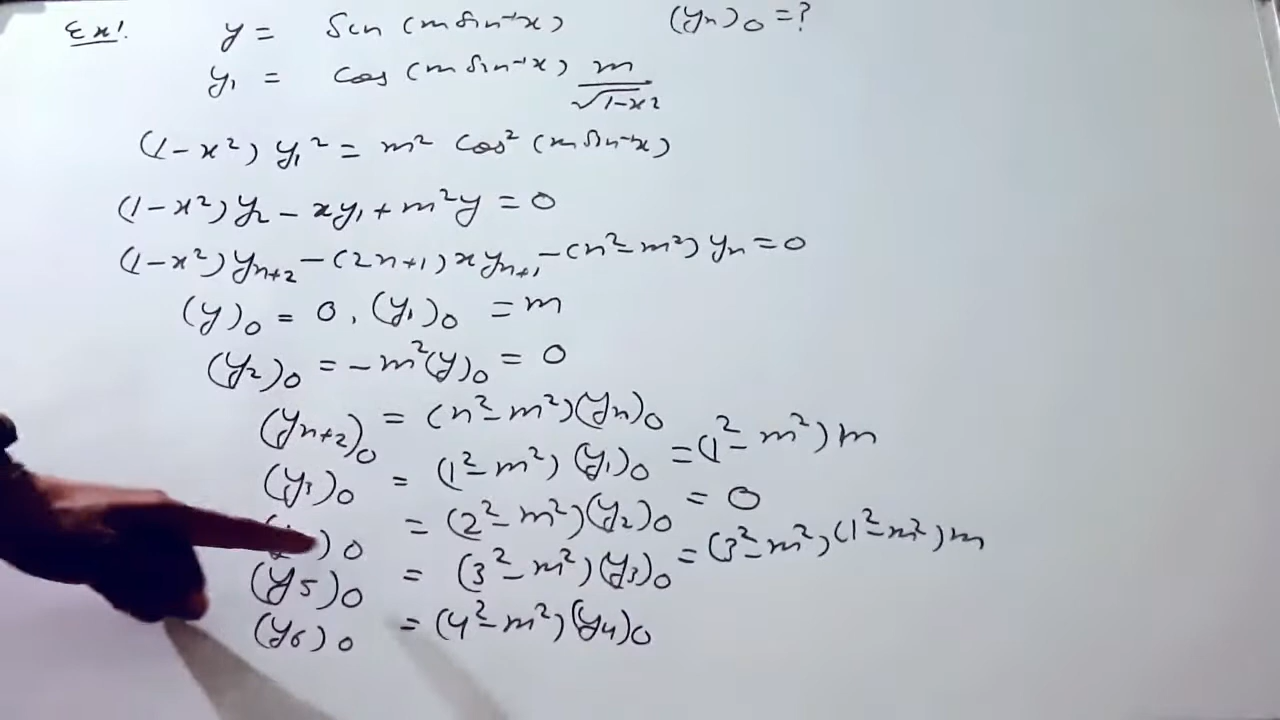 Ex! y = Sin (m sin⁻¹x) (yn)₀ = ?
y₁ = cos (m sin⁻¹x) m/√1-x²
(1-x²) y₁² = m² cos² (m sin⁻¹x)
(1-x²)y₂ - xy₁ + m²y = 0
(1-x²)yn+2 - (2n+1)xyn+1 - (n²-m²)yn = 0
(y)₀ = 0, (y₁)₀ = m
(y₂)₀ = -m²(y)₀ = 0
(yn+2)₀ = (n²-m²)(yn)₀
(y₃)₀ = (1²-m²)(y₁)₀ = (1²-m²)m
)₀ = (2²-m²)(y₂)₀ = 0
(y₅)₀ = (3²-m²)(y₃)₀ = (3²-m²)(1²-m²)m
(y₆)₀ = (4²-m²)(y₄)₀